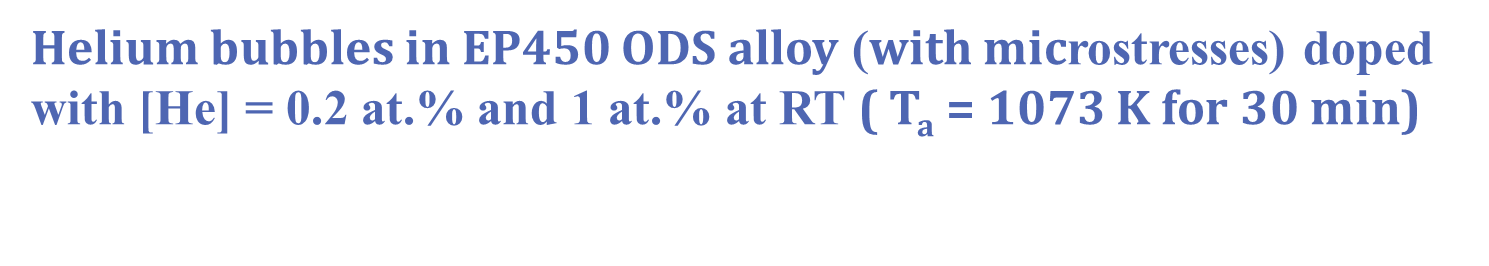 Helium bubbles in EP450 ODS alloy (with microstresses) doped
with [He] = 0.2 at.% and 1 at.% at RT ( Tₐ = 1073 K for 30 min)